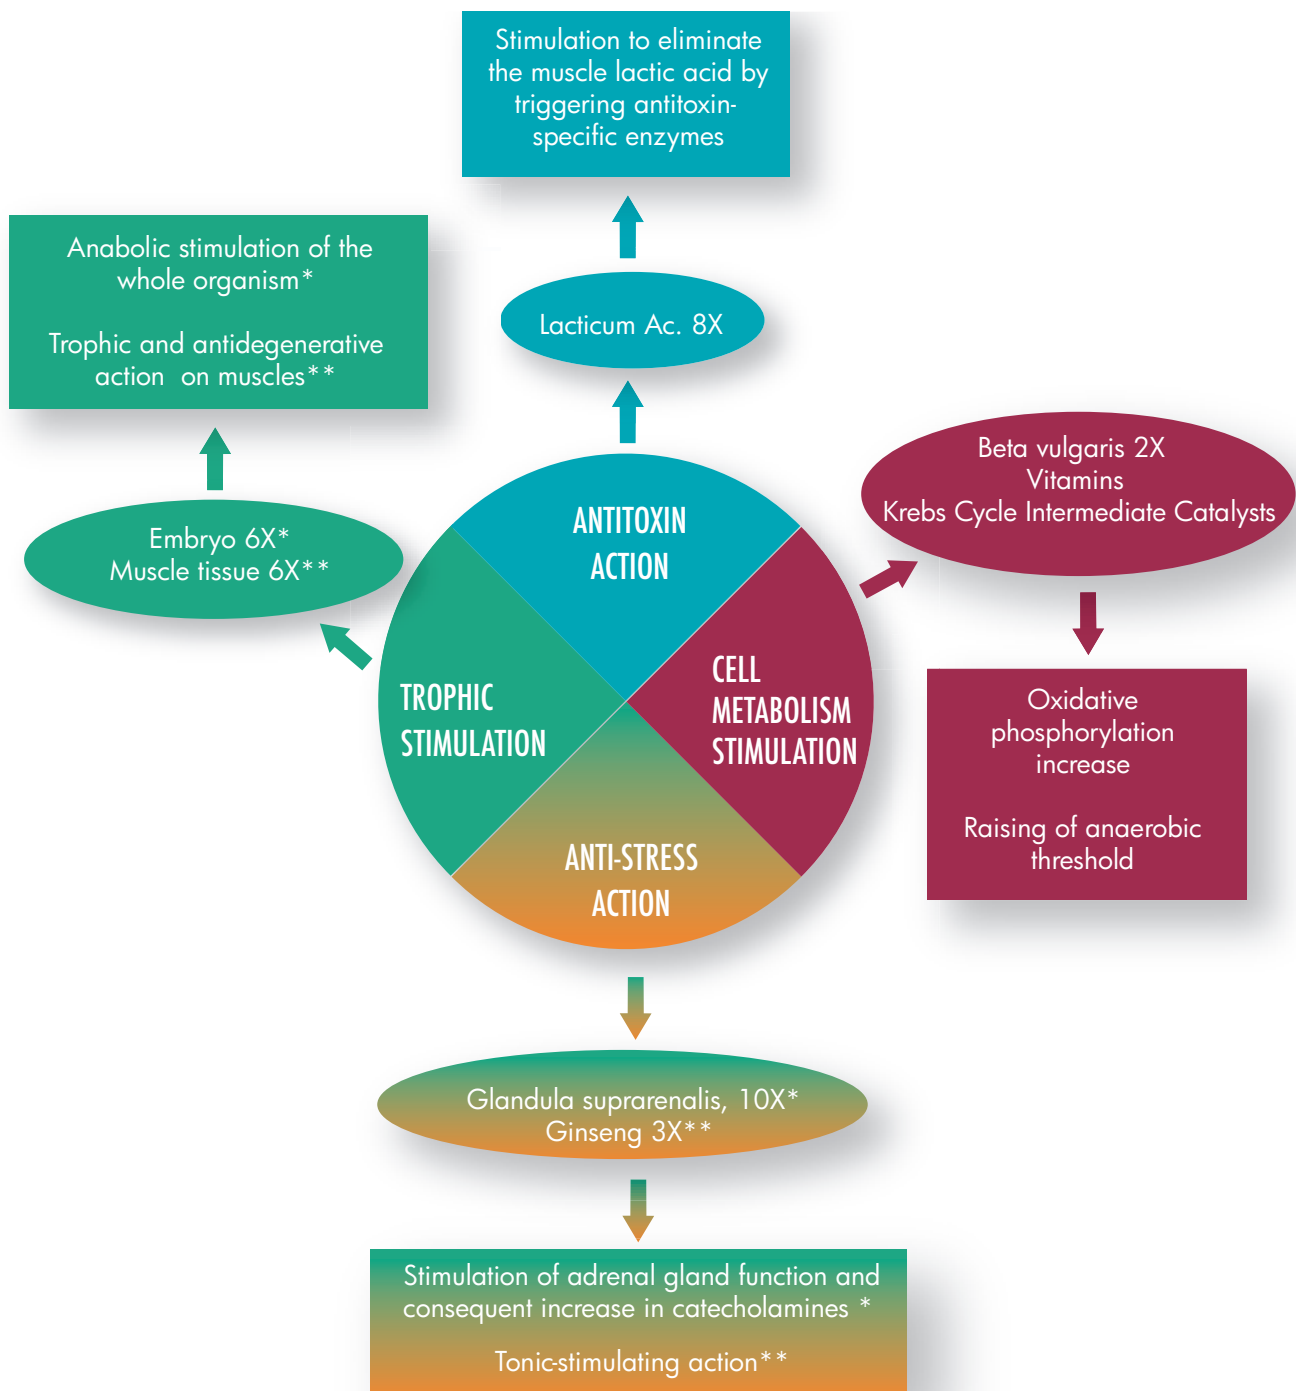 Stimulation to eliminate
the muscle lactic acid by
triggering antitoxin-
specific enzymes
Lacticum Ac. 8X
Anabolic stimulation of the
whole organism*
Trophic and antidegenerative
action on muscles**
Embryo 6X*
Muscle tissue 6X**
Beta vulgaris 2X
Vitamins
Krebs Cycle Intermediate Catalysts
Oxidative
phosphorylation
increase
Raising of anaerobic
threshold
ANTITOXIN
ACTION
TROPHIC
STIMULATION
CELL
METABOLISM
STIMULATION
ANTI-STRESS
ACTION
Glandula suprarenalis, 10X*
Ginseng 3X**
Stimulation of adrenal gland function and
consequent increase in catecholamines *
Tonic-stimulating action**